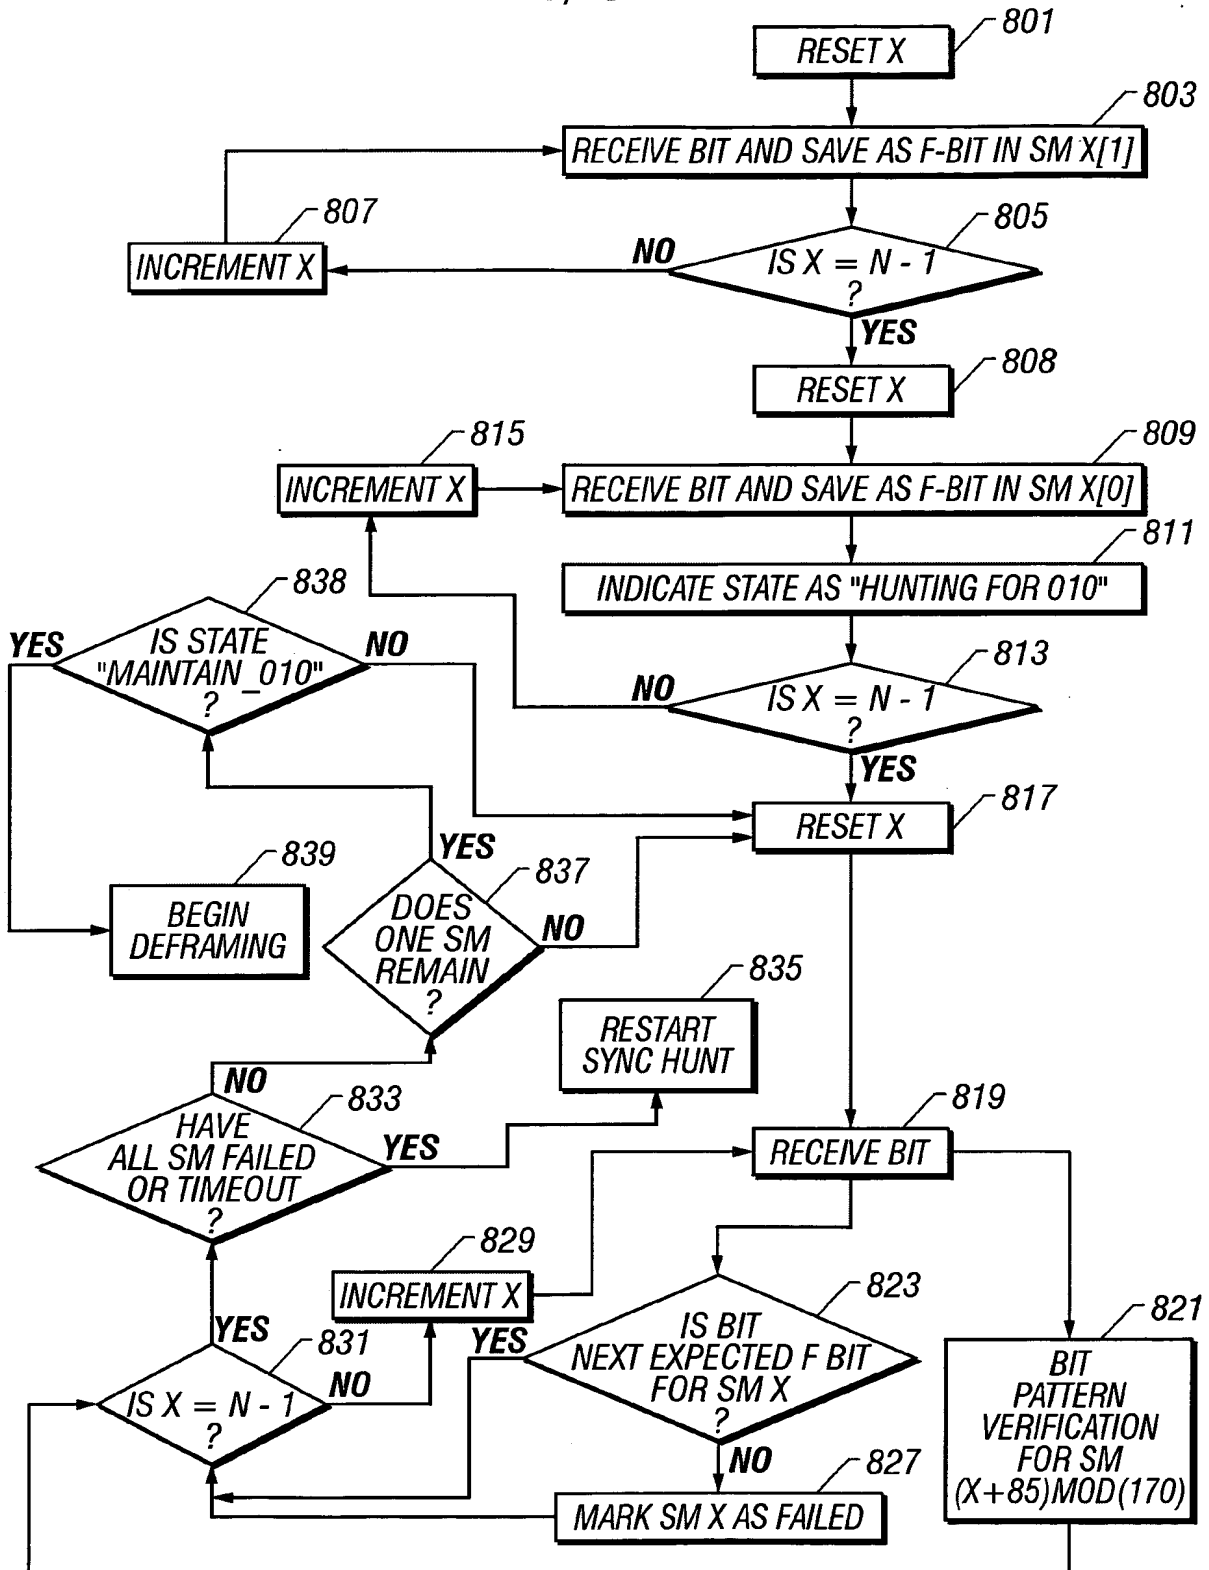 801
RESET X
803
RECEIVE BIT AND SAVE AS F-BIT IN SM X[1]
807
INCREMENT X
805
NO
IS X = N - 1
?
YES
808
RESET X
815
INCREMENT X
809
RECEIVE BIT AND SAVE AS F-BIT IN SM X[0]
811
INDICATE STATE AS "HUNTING FOR 010"
838
YES
IS STATE
"MAINTAIN_010"
?
NO
813
NO
IS X = N - 1
?
YES
817
RESET X
839
BEGIN
DEFRAMING
YES
837
DOES
ONE SM
REMAIN
?
NO
835
RESTART
SYNC HUNT
NO
833
HAVE
ALL SM FAILED
OR TIMEOUT
?
YES
819
RECEIVE BIT
829
INCREMENT X
823
YES
IS BIT
NEXT EXPECTED F BIT
FOR SM X
?
NO
821
BIT
PATTERN
VERIFICATION
FOR SM
(X+85)MOD(170)
YES
831
IS X = N - 1
?
NO
827
MARK SM X AS FAILED